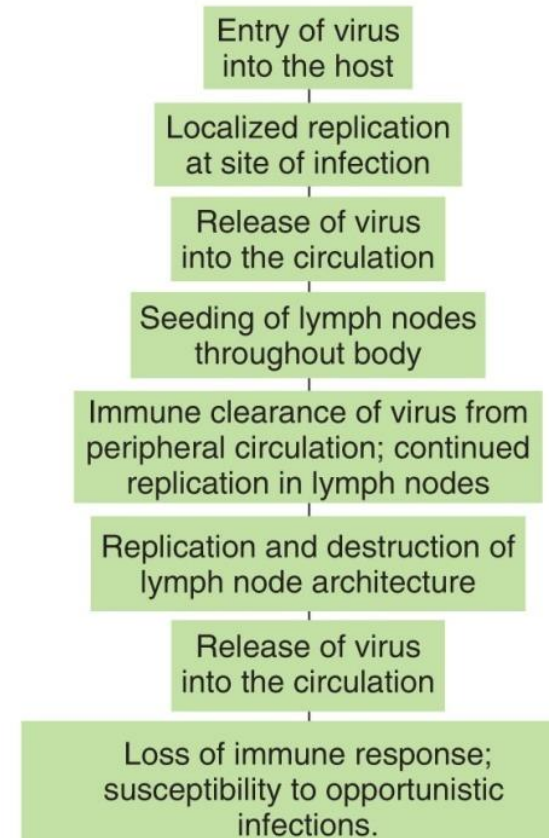 Entry of virus
into the host
Localized replication
at site of infection
Release of virus
into the circulation
Seeding of lymph nodes
throughout body
Immune clearance of virus from
peripheral circulation; continued
replication in lymph nodes
Replication and destruction of
lymph node architecture
Release of virus
into the circulation
Loss of immune response;
susceptibility to opportunistic
infections.